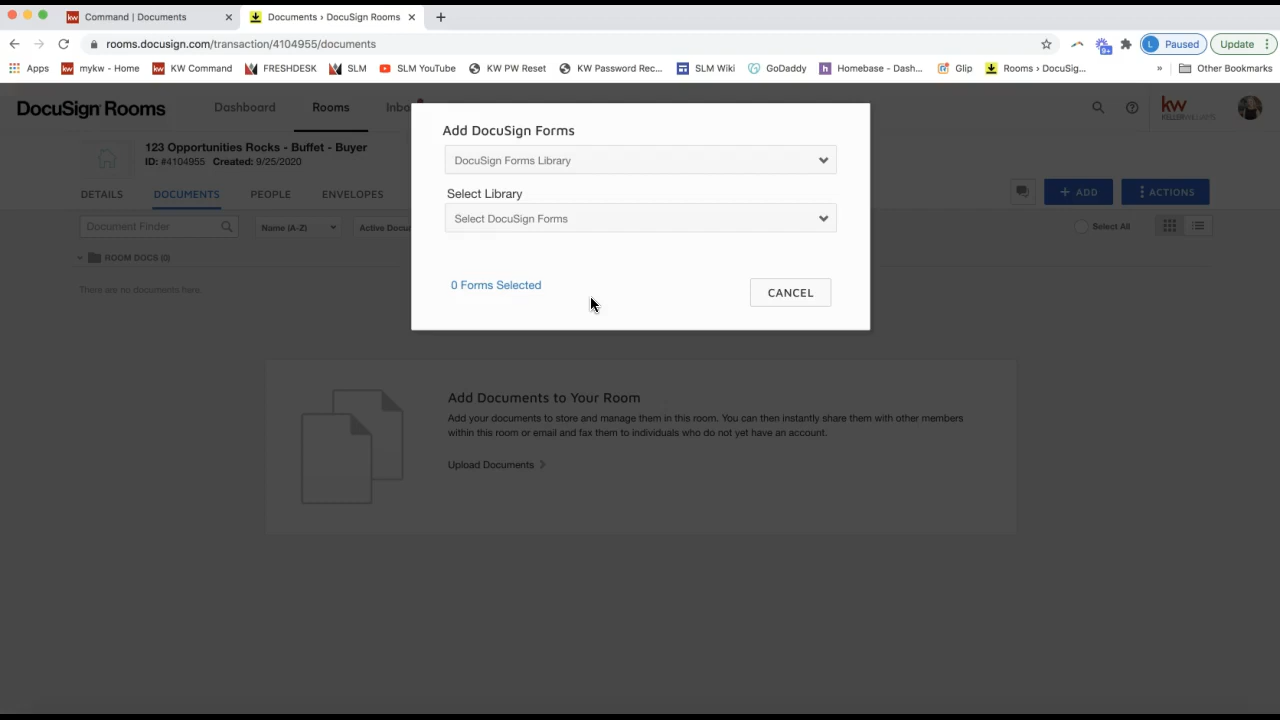 Command | Documents
Documents › DocuSign Rooms
rooms.docusign.com/transaction/4104955/documents
L Paused
Update
Apps
mykw - Home
KW Command
FRESHDESK
SLM
SLM YouTube
KW PW Reset
KW Password Rec...
SLM Wiki
GoDaddy
Homebase - Dash...
Glip
Rooms › DocuSig...
»
Other Bookmarks
DocuSign Rooms
Dashboard
Rooms
Inbo
kw
KELLERWILLIAMS
123 Opportunities Rocks - Buffet - Buyer
ID: #4104955 Created: 9/25/2020
DETAILS
DOCUMENTS
PEOPLE
ENVELOPES
+ ADD
ACTIONS
Document Finder
Name (A-Z)
Active Docu
Select All
ROOM DOCS (0)
There are no documents here.
Add DocuSign Forms
DocuSign Forms Library
Select Library
Select DocuSign Forms
0 Forms Selected
CANCEL
Add Documents to Your Room
Add your documents to store and manage them in this room. You can then instantly share them with other members
within this room or email and fax them to individuals who do not yet have an account.
Upload Documents